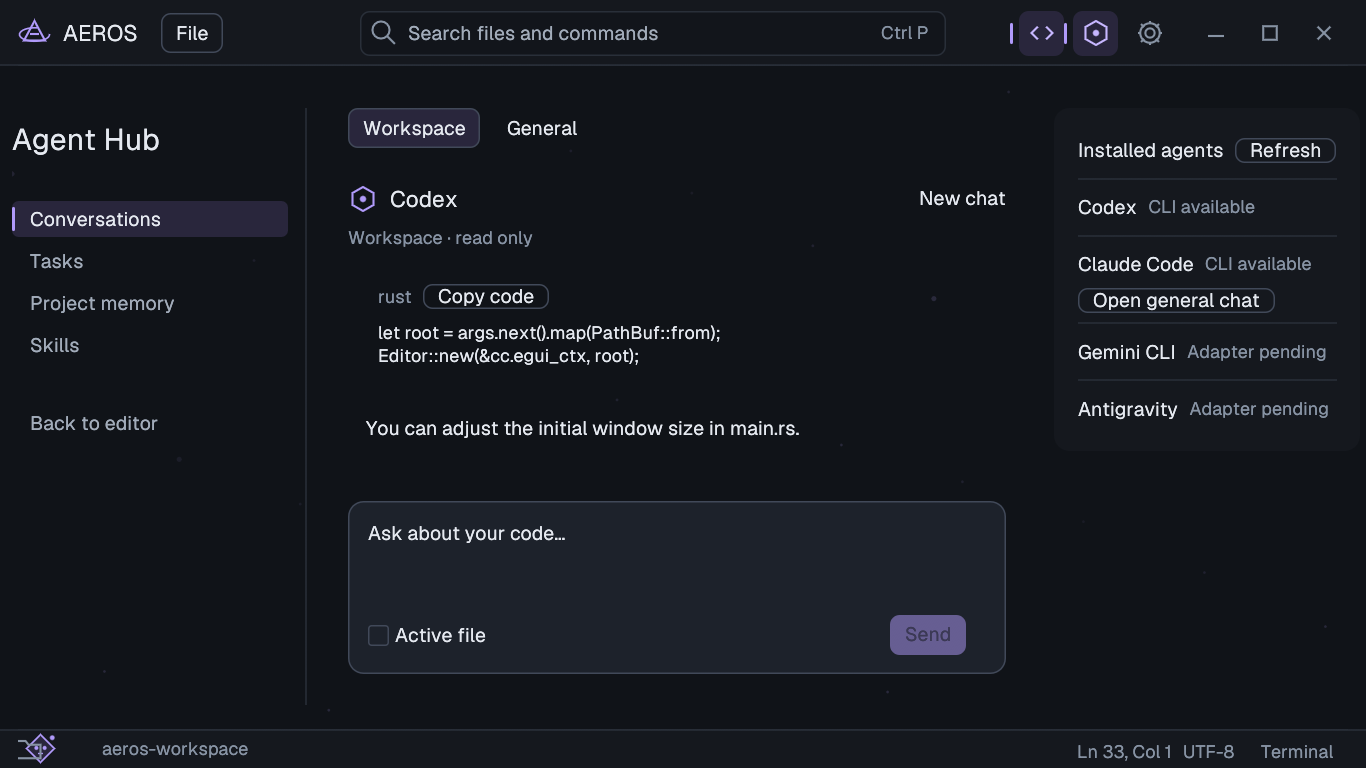 AEROS
File
Search files and commands
Ctrl P
Agent Hub
Conversations
Tasks
Project memory
Skills
Back to editor
Workspace
General
Codex
New chat
Workspace · read only
rust
Copy code
let root = args.next().map(PathBuf::from);
Editor::new(&cc.egui_ctx, root);
You can adjust the initial window size in main.rs.
Ask about your code…
Active file
Send
Installed agents
Refresh
Codex CLI available
Claude Code CLI available
Open general chat
Gemini CLI Adapter pending
Antigravity Adapter pending
aeros-workspace
Ln 33, Col 1 UTF-8 Terminal